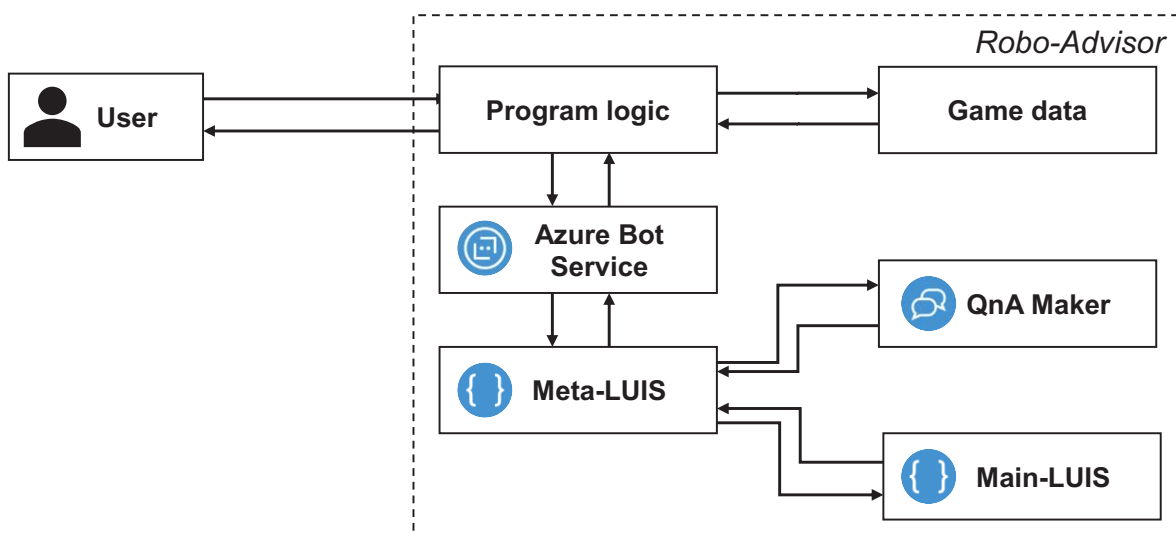 Robo-Advisor
User
Program logic
Game data
Azure Bot
Service
QnA Maker
{ } Meta-LUIS
{ } Main-LUIS